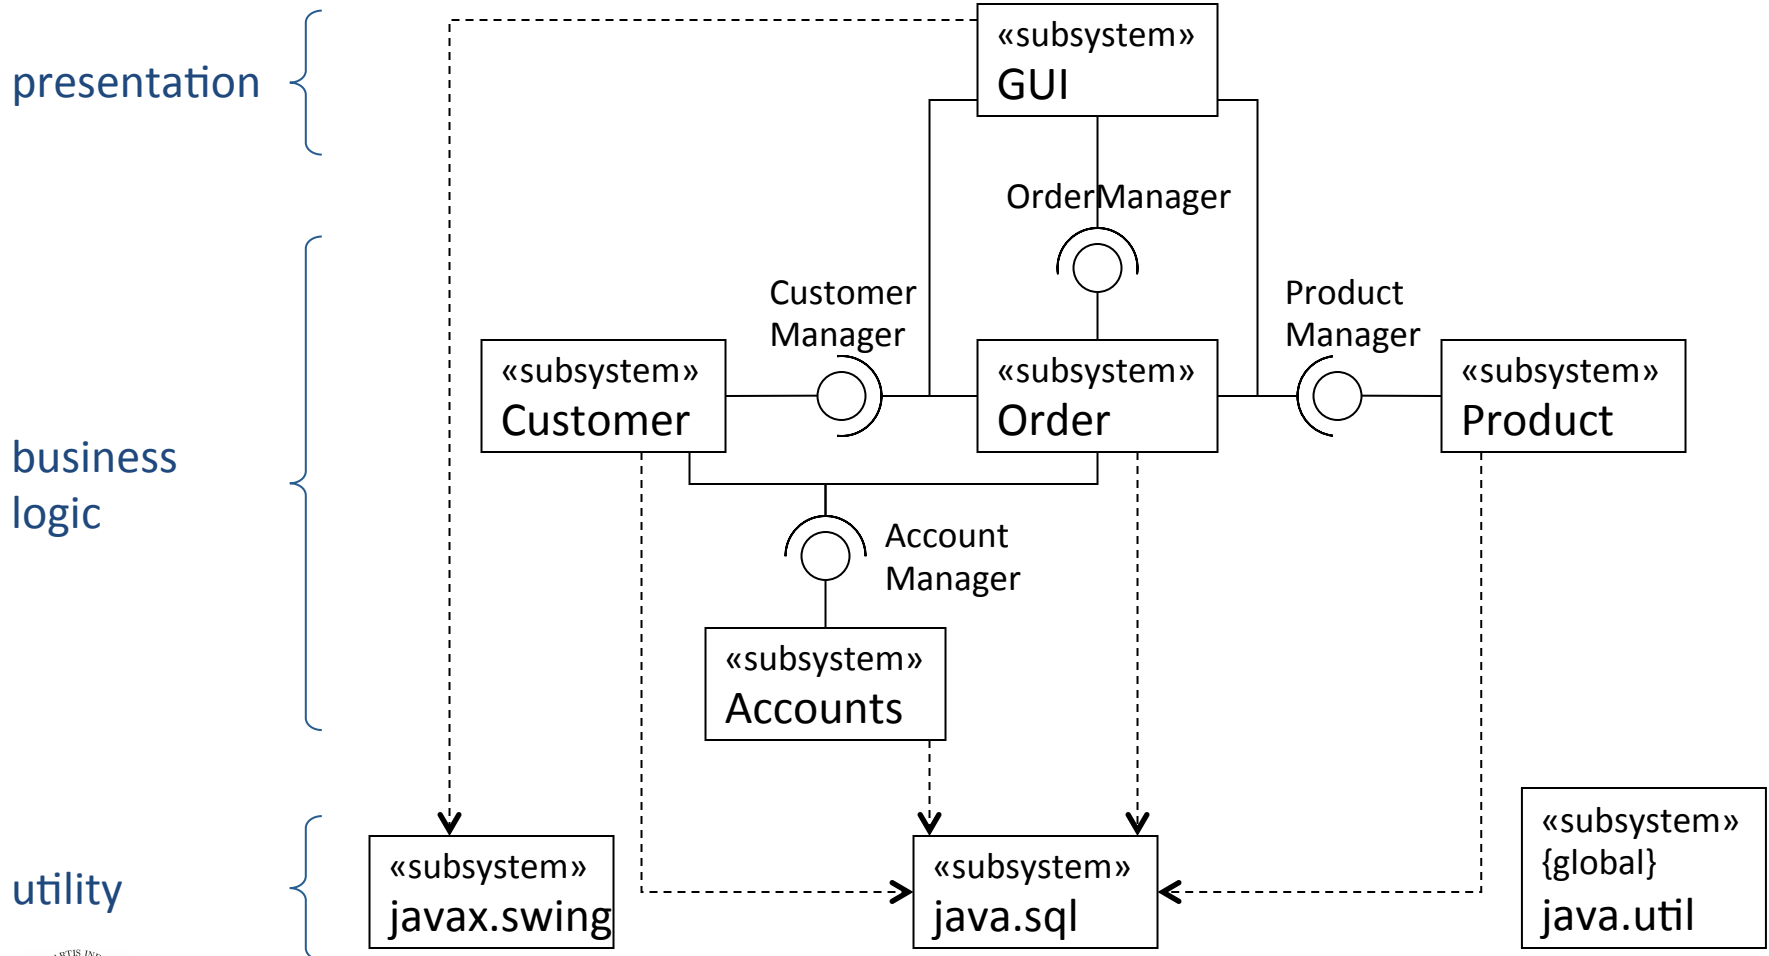 presentation
«subsystem»
GUI
OrderManager
Customer
Manager
Product
Manager
«subsystem»
Customer
«subsystem»
Order
«subsystem»
Product
business
logic
Account
Manager
«subsystem»
Accounts
utility
«subsystem»
javax.swing
«subsystem»
java.sql
«subsystem»
{global}
java.util